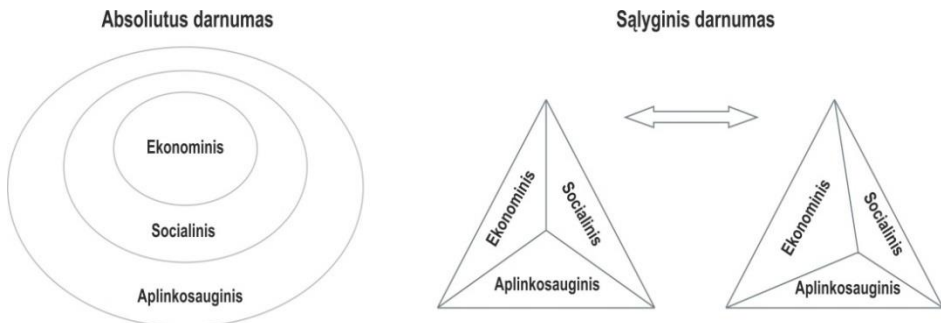 Absoliutus darnumas
Ekonominis
Socialinis
Aplinkosauginis
Sąlyginis darnumas
Ekonominis
Socialinis
Aplinkosauginis
Ekonominis
Socialinis
Aplinkosauginis